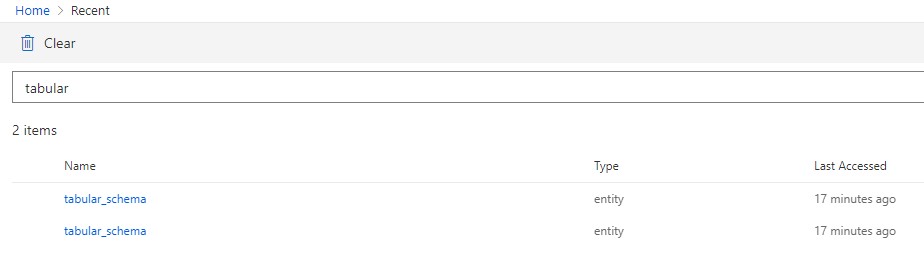 Home > Recent
Clear
tabular
2 items
Name Type Last Accessed
tabular_schema entity 17 minutes ago
tabular_schema entity 17 minutes ago